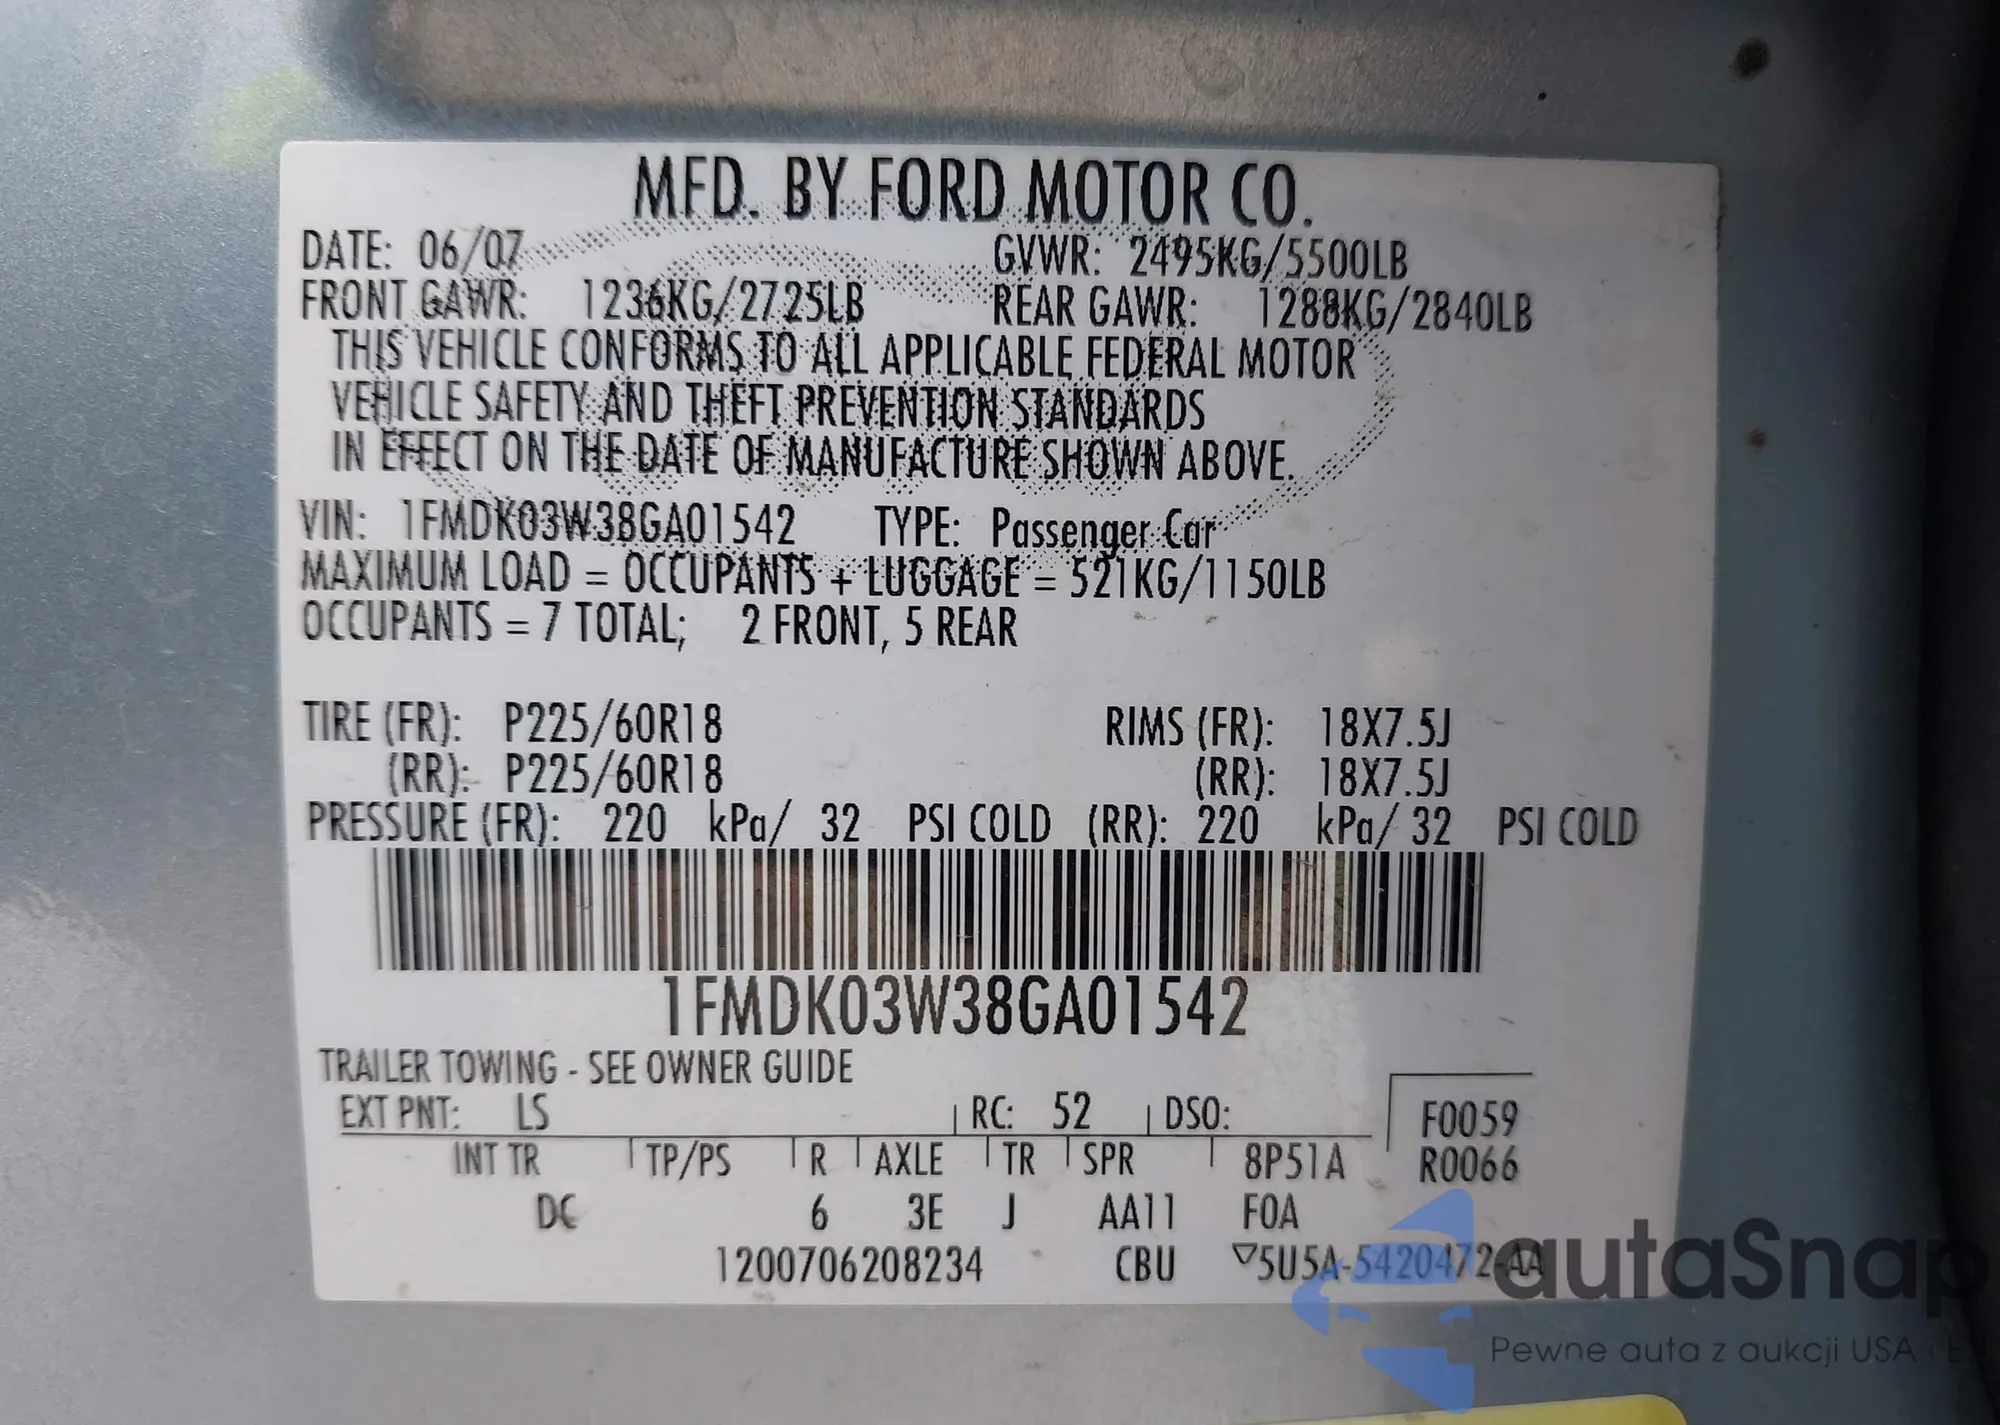 MFD. BY FORD MOTOR CO.
DATE: 06/07 GVWR: 2495KG/5500LB
FRONT GAWR: 1236KG/2725LB REAR GAWR: 1288KG/2840LB
THIS VEHICLE CONFORMS TO ALL APPLICABLE FEDERAL MOTOR
VEHICLE SAFETY AND THEFT PREVENTION STANDARDS
IN EFFECT ON THE DATE OF MANUFACTURE SHOWN ABOVE.
VIN: 1FMDK03W38GA01542 TYPE: Passenger Car
MAXIMUM LOAD = OCCUPANTS + LUGGAGE = 521KG/1150LB
OCCUPANTS = 7 TOTAL; 2 FRONT, 5 REAR
TIRE (FR): P225/60R18 RIMS (FR): 18X7.5J
(RR): P225/60R18 (RR): 18X7.5J
PRESSURE (FR): 220 kPa/ 32 PSI COLD (RR): 220 kPa/ 32 PSI COLD
1FMDK03W38GA01542
TRAILER TOWING - SEE OWNER GUIDE
EXT PNT: LS RC: 52 DSO: F0059
INT TR TP/PS R AXLE TR SPR 8P51A R0066
DC 6 3E J AA11 F0A
1200706208234 CBU ▽5U5A-5420472-AA
autaSnap
Pewne auta z aukcji USA i